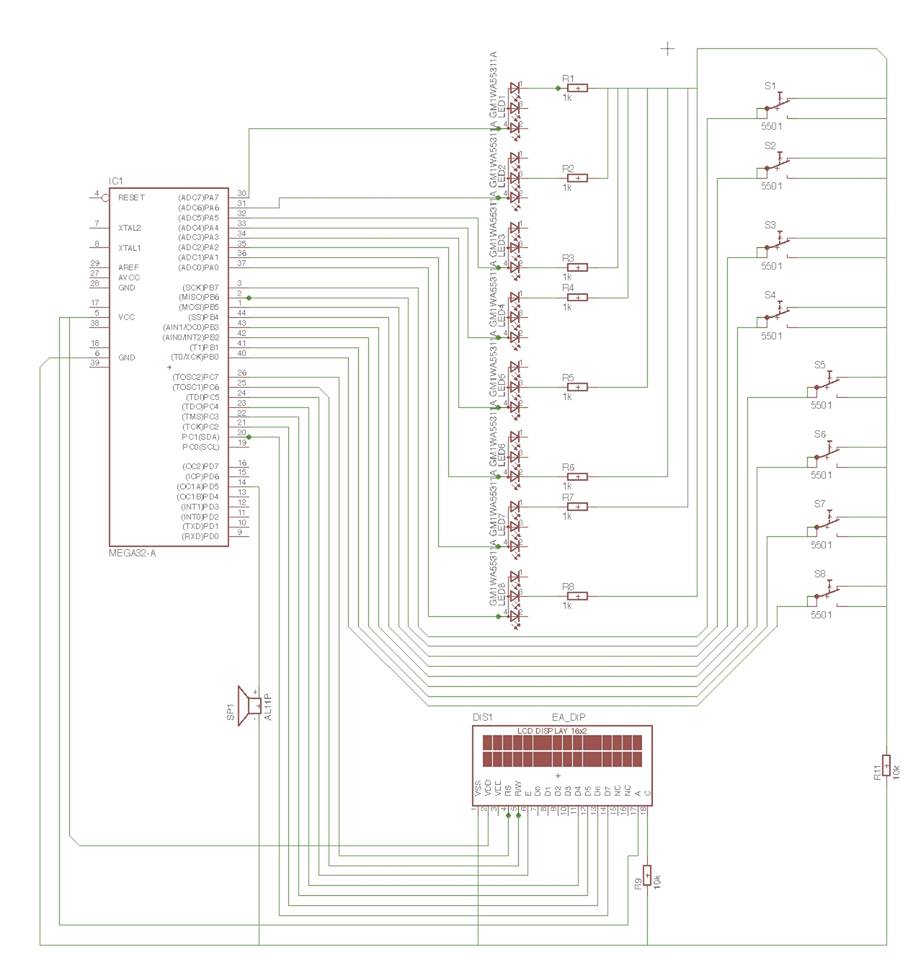 IC1
4 RESET (ADC7)PA7 30
(ADC6)PA6 31
(ADC5)PA5 32
7 XTAL2 (ADC4)PA4 33
(ADC3)PA3 34
8 XTAL1 (ADC2)PA2 35
(ADC1)PA1 36
29 AREF (ADC0)PA0 37
27 AVCC
28 GND (SCK)PB7 3
(MISO)PB6 2
17 (MOSI)PB5 1
5 VCC (SS)PB4 44
38 (AIN1/OC0)PB3 43
(AIN0/INT2)PB2 42
18 (T1)PB1 41
6 GND (T0/XCK)PB0 40
39
(TOSC2)PC7 26
(TOSC1)PC6 25
(TDI)PC5 24
(TDO)PC4 23
(TMS)PC3 22
(TCK)PC2 21
PC1(SDA) 20
PC0(SCL) 19
(OC2)PD7 16
(ICP)PD6 15
(OC1A)PD5 14
(OC1B)PD4 13
(INT1)PD3 12
(INT0)PD2 11
(TXD)PD1 10
(RXD)PD0 9
MEGA32-A
GM1WA55311A
LED1
GM1WA55311A
LED2
GM1WA55311A
LED3
GM1WA55311A
LED4
GM1WA55311A
LED5
GM1WA55311A
LED6
GM1WA55311A
LED7
GM1WA55311A
LED8
R1
1k
R2
1k
R3
1k
R4
1k
R5
1k
R6
1k
R7
1k
R8
1k
S1
5501
S2
5501
S3
5501
S4
5501
S5
5501
S6
5501
S7
5501
S8
5501
SP1
AL11P
DIS1 EA_DIP
LCD DISPLAY 16x2
VSS VDD VEE RS R/W E D0 D1 D2 D3 D4 D5 D6 D7 NC NC A C
1 2 3 4 5 6 7 8 9 10 11 12 13 14 15 16 17 18
R9
10k
R11
10k